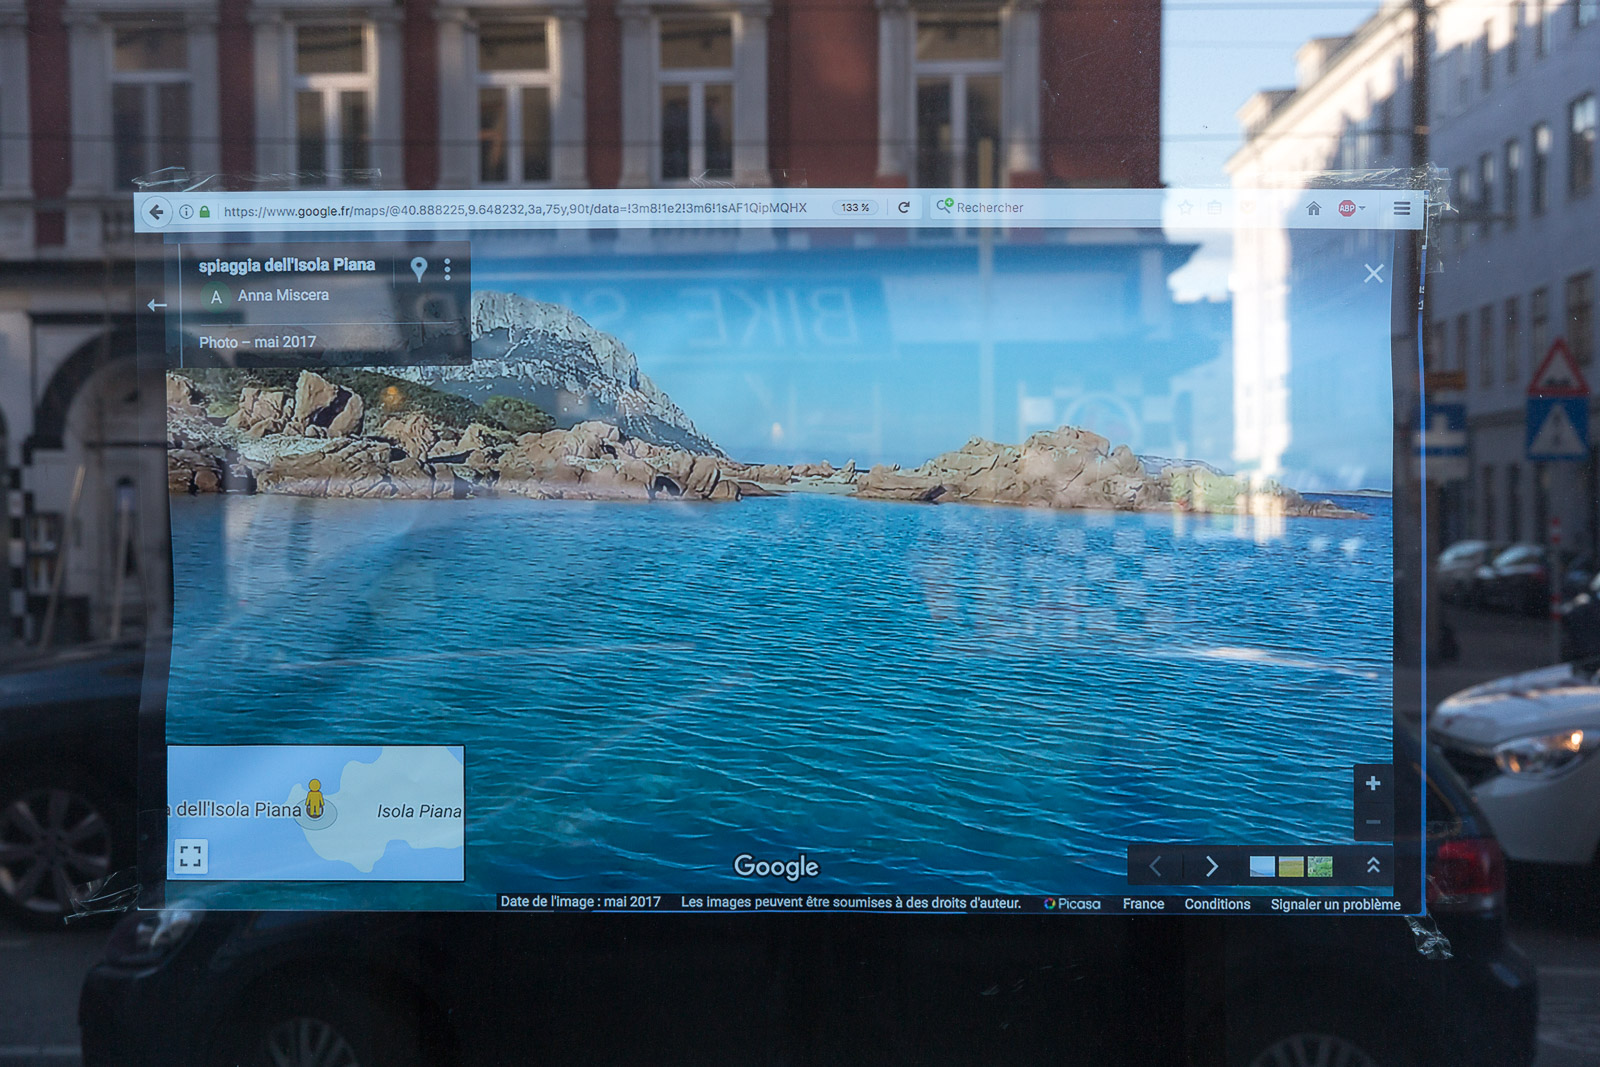 https://www.google.fr/maps/@40.888225,9.648232,3a,75y,90t/data=!3m8!1e2!3m6!1sAF1QipMQHX
133 %
Rechercher
ABP
spiaggia dell'Isola Piana
A
Anna Miscera
Photo – mai 2017
BIKE
a dell'Isola Piana
Isola Piana
Google
Date de l'image : mai 2017
Les images peuvent être soumises à des droits d'auteur.
Picasa
France
Conditions
Signaler un problème